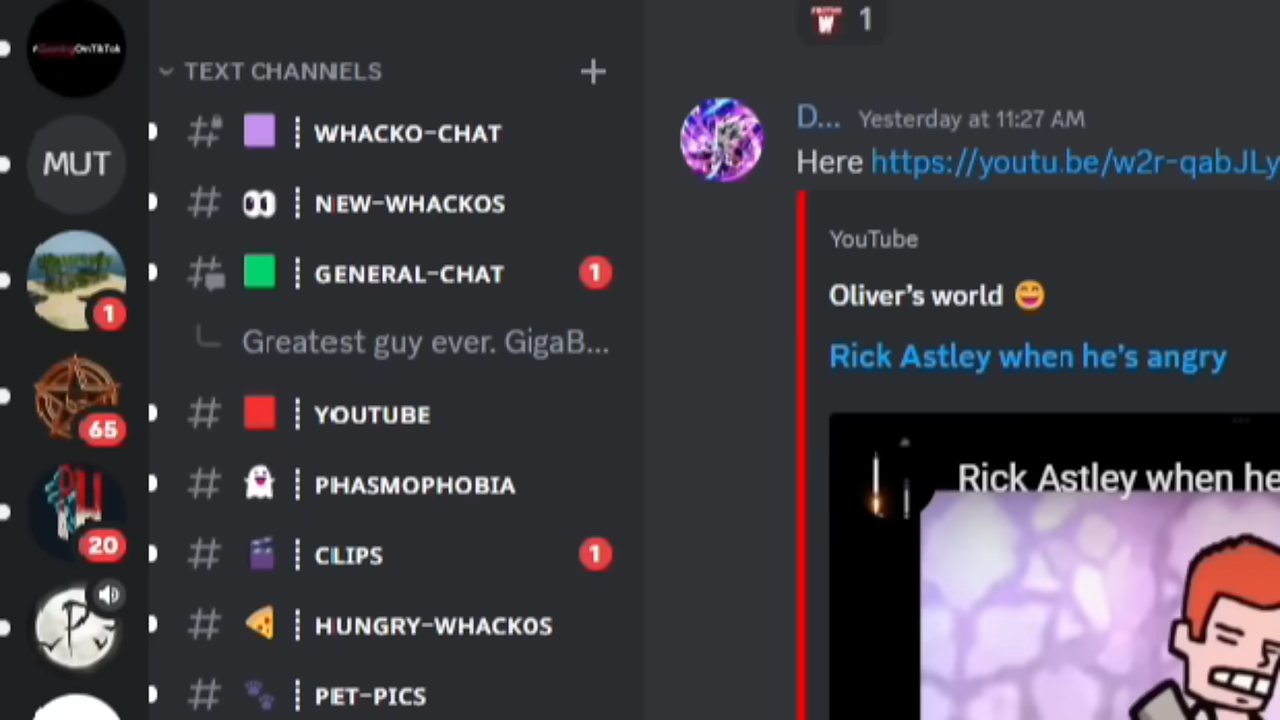 #GamingOnTikTok
MUT
1
65
20
TEXT CHANNELS
WHACKO-CHAT
NEW-WHACKOS
GENERAL-CHAT 1
Greatest guy ever. GigaB...
YOUTUBE
PHASMOPHOBIA
CLIPS 1
HUNGRY-WHACKOS
PET-PICS
1
D... Yesterday at 11:27 AM
Here https://youtu.be/w2r-qabJLy
YouTube
Oliver's world 😄
Rick Astley when he's angry
Rick Astley when he